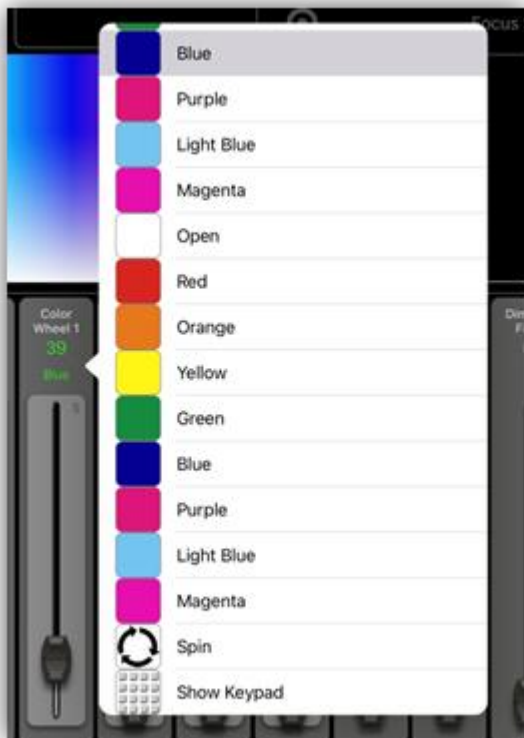 Focus
Blue
Purple
Light Blue
Magenta
Open
Red
Orange
Yellow
Green
Blue
Purple
Light Blue
Magenta
Spin
Show Keypad
Color
Wheel 1
39
Blue